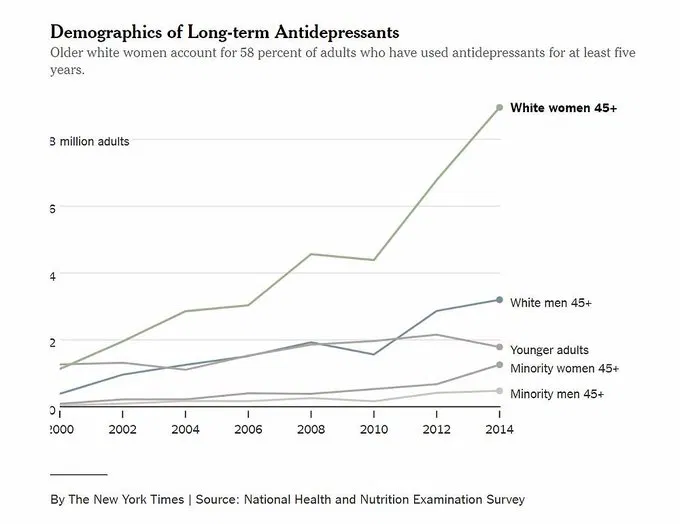 Demographics of Long-term Antidepressants
Older white women account for 58 percent of adults who have used antidepressants for at least five
years.
White women 45+
8 million adults
6
4
White men 45+
2
Younger adults
Minority women 45+
Minority men 45+
0
2000 2002 2004 2006 2008 2010 2012 2014
By The New York Times | Source: National Health and Nutrition Examination Survey